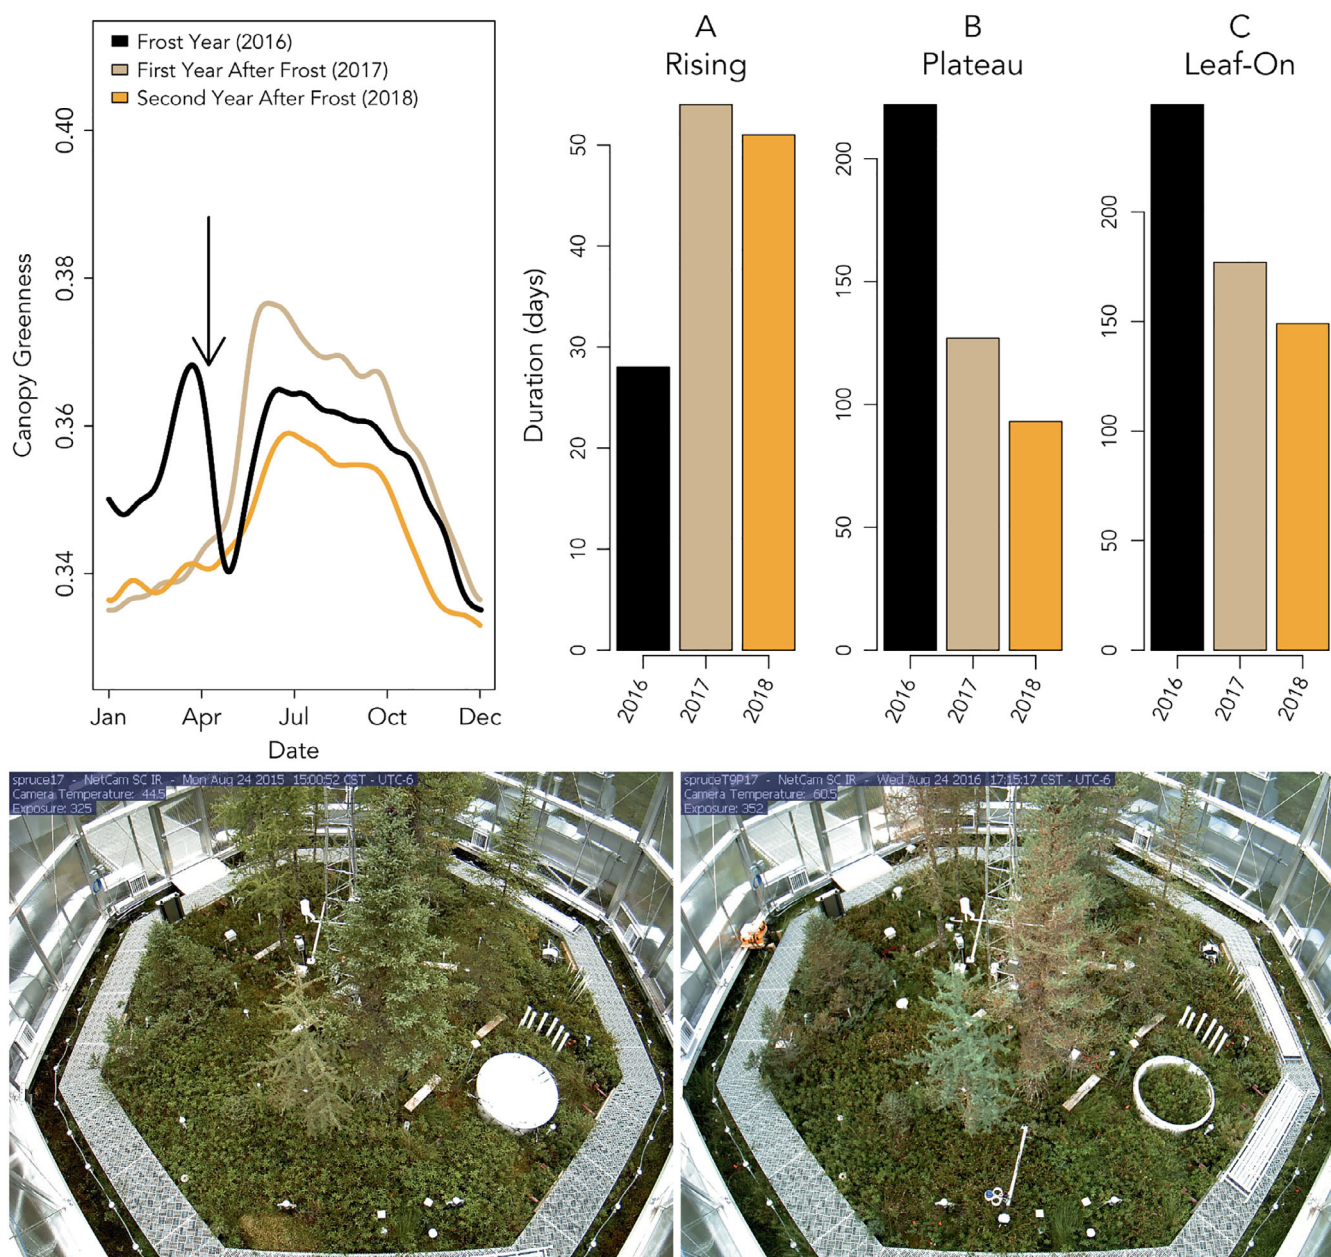 Frost Year (2016)
First Year After Frost (2017)
Second Year After Frost (2018)
Canopy Greenness
0.40
0.38
0.36
0.34
Jan Apr Jul Oct Dec
Date
A
Rising
Duration (days)
50
40
30
20
10
0
2016 2017 2018
B
Plateau
200
150
100
50
0
2016 2017 2018
C
Leaf-On
200
150
100
50
0
2016 2017 2018
spruce17 - NetCam SC IR - Mon Aug 24 2015 15:00:52 CST - UTC-6
Camera Temperature: 44.5
Exposure: 325
spruceT9P17 - NetCam SC IR - Wed Aug 24 2016 17:15:17 CST - UTC-6
Camera Temperature: 60.5
Exposure: 352